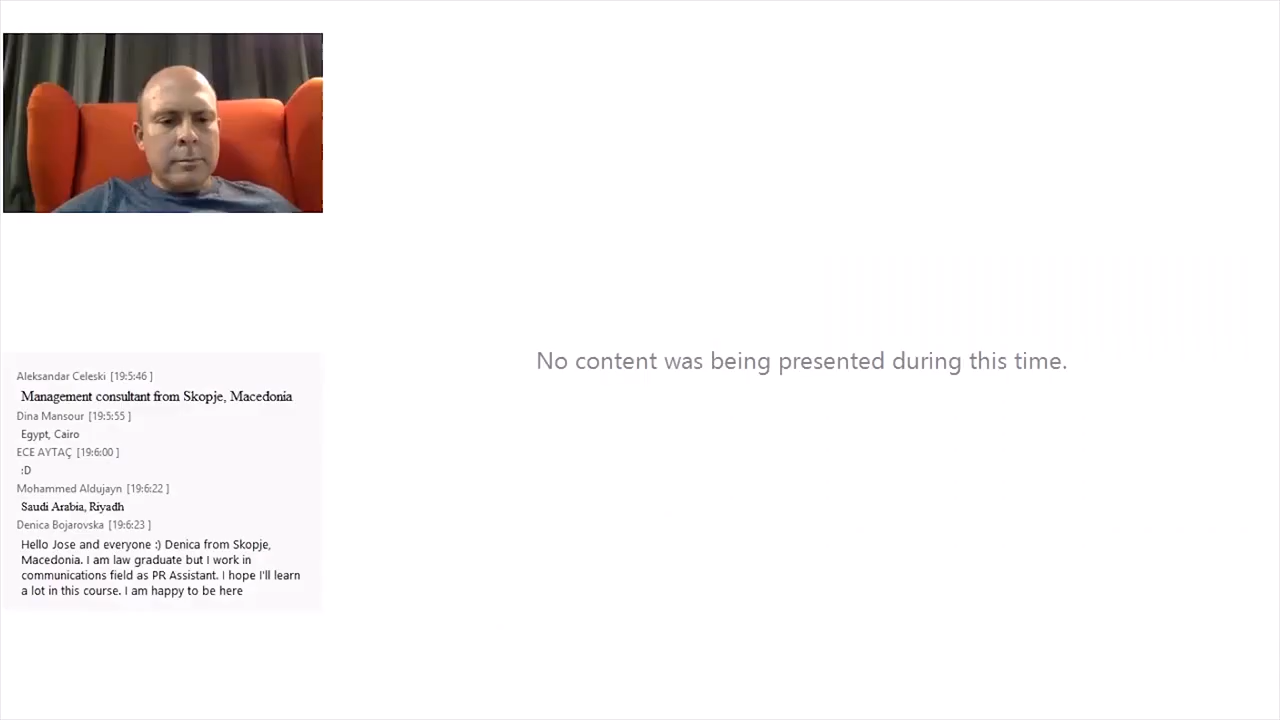 No content was being presented during this time.
Aleksandar Celeski [19:5:46 ]
Management consultant from Skopje, Macedonia
Dina Mansour [19:5:55 ]
Egypt, Cairo
ECE AYTAÇ [19:6:00 ]
:D
Mohammed Aldujayn [19:6:22 ]
Saudi Arabia, Riyadh
Denica Bojarovska [19:6:23 ]
Hello Jose and everyone :) Denica from Skopje,
Macedonia. I am law graduate but I work in
communications field as PR Assistant. I hope I'll learn
a lot in this course. I am happy to be here